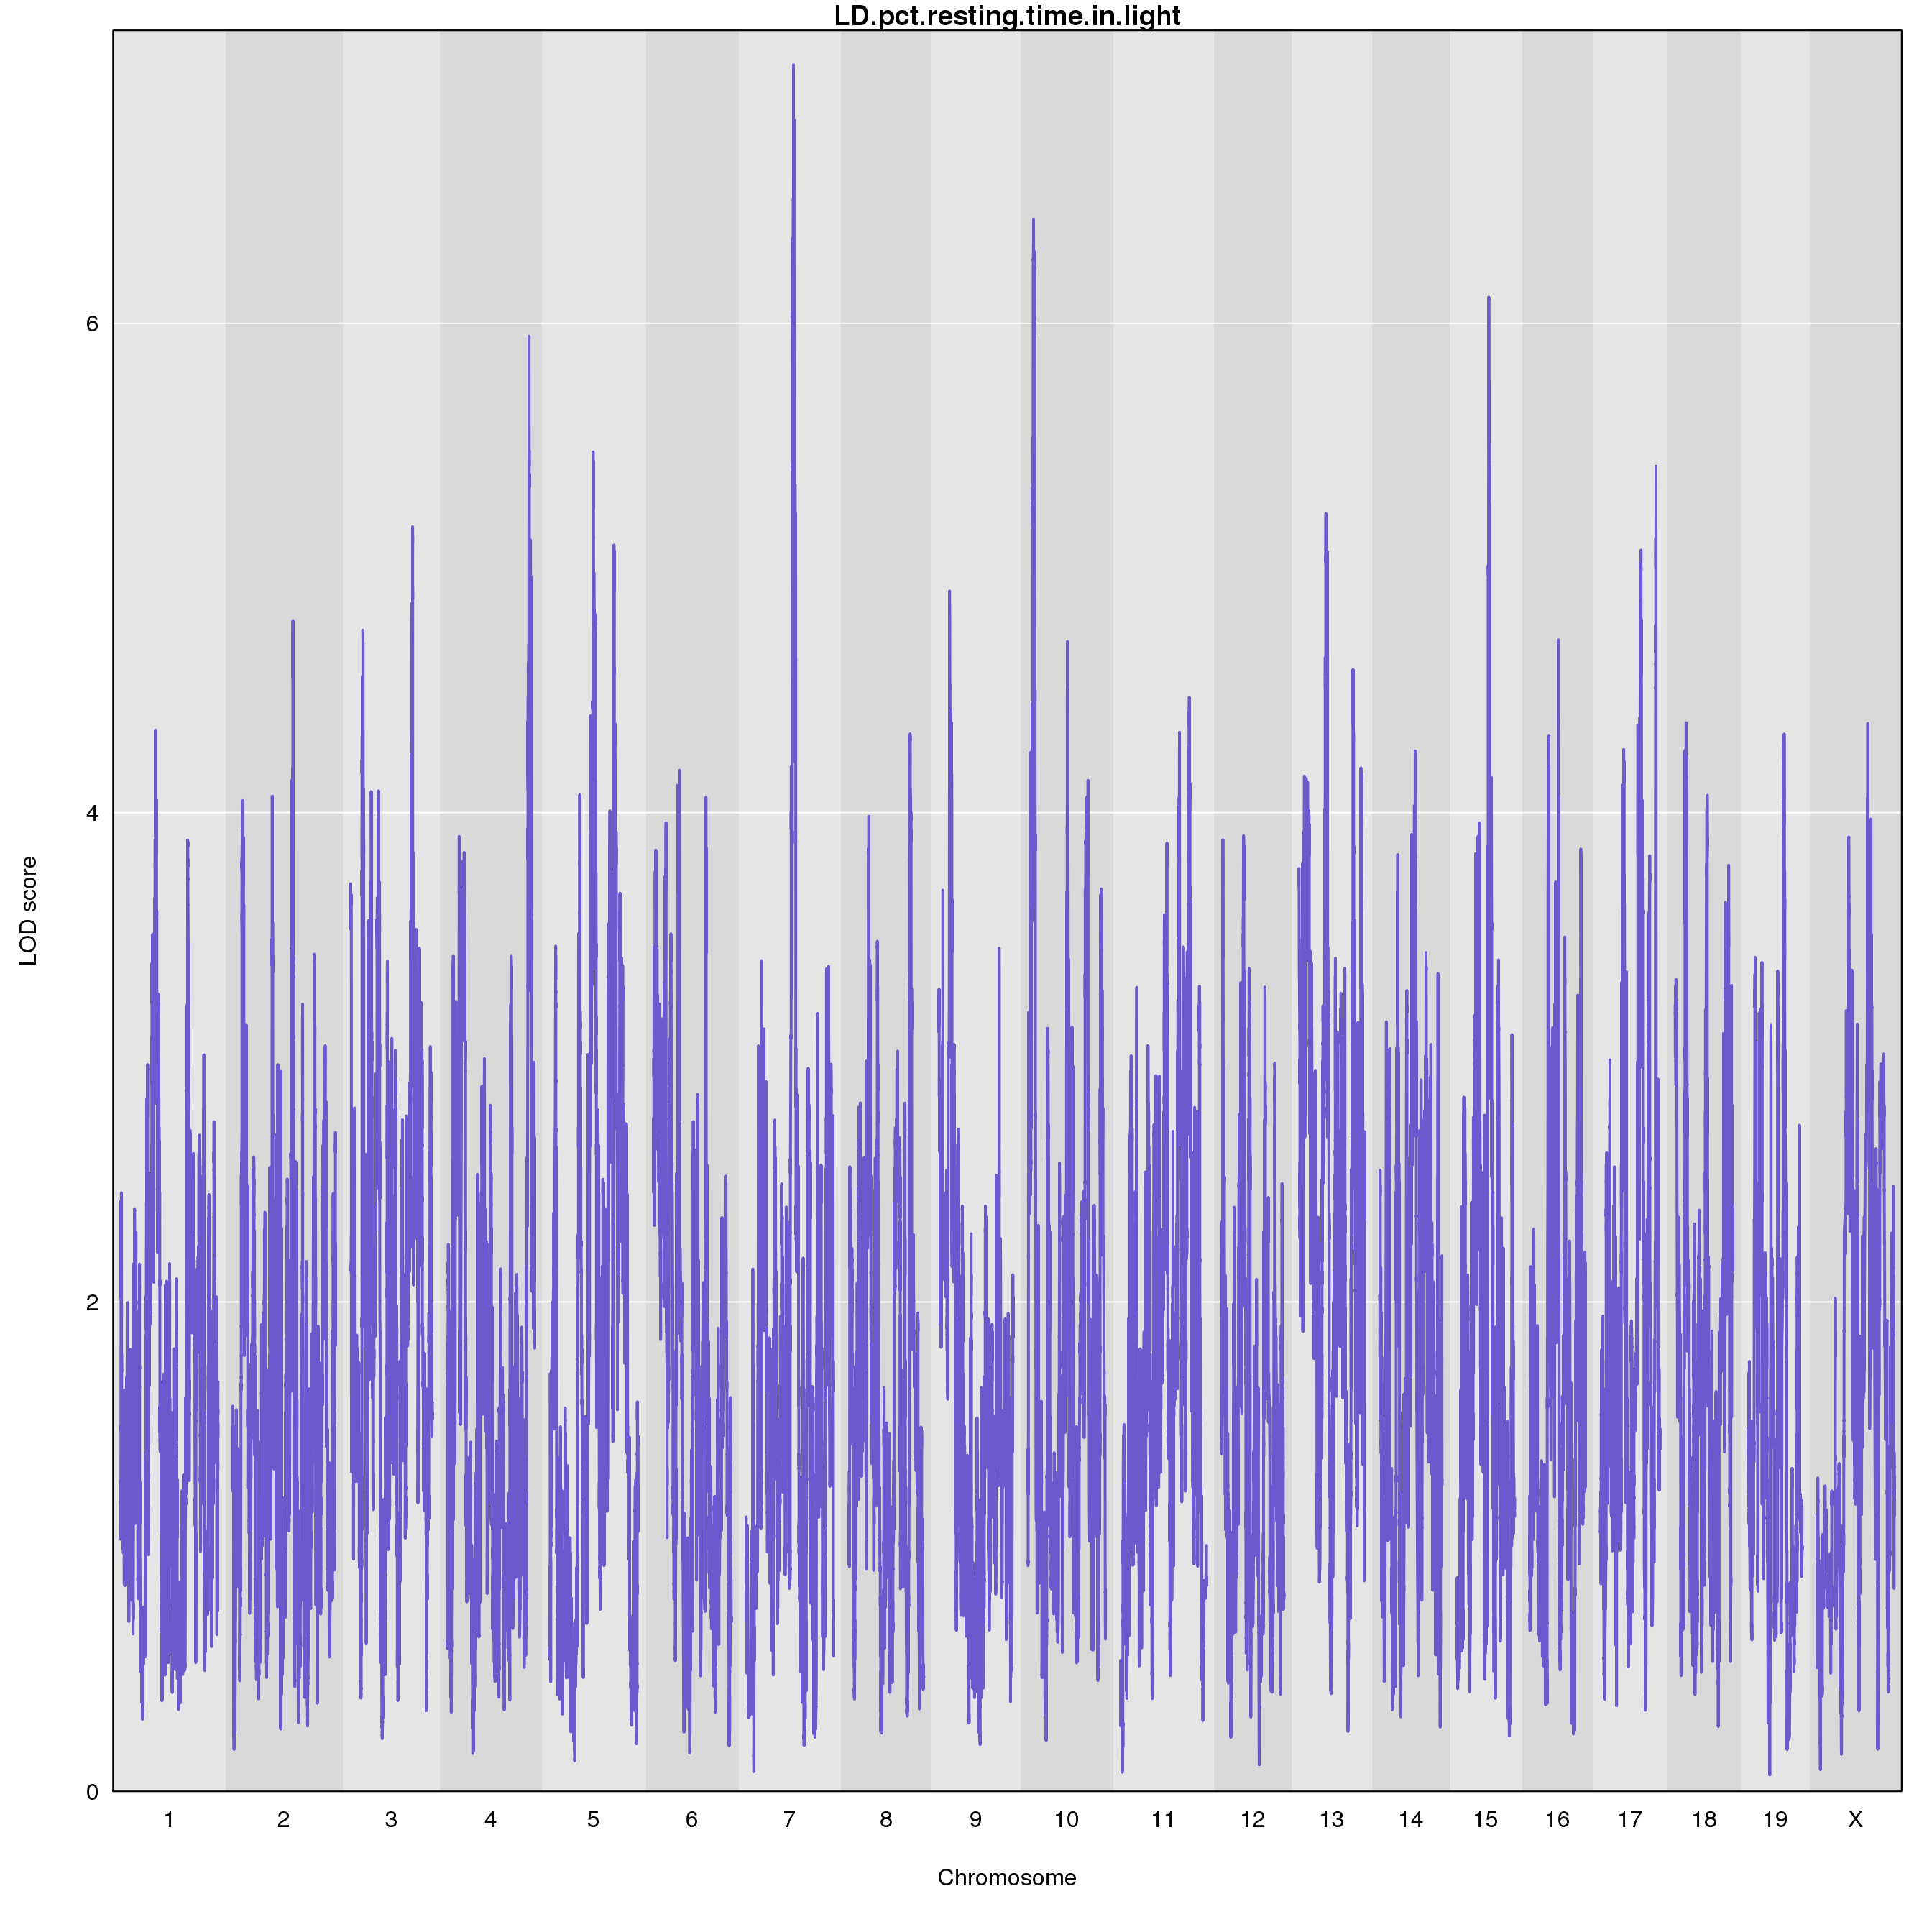 LD.pct.resting.time.in.light
6
4
2
0
LOD score
1 2 3 4 5 6 7 8 9 10 11 12 13 14 15 16 17 18 19 X
Chromosome